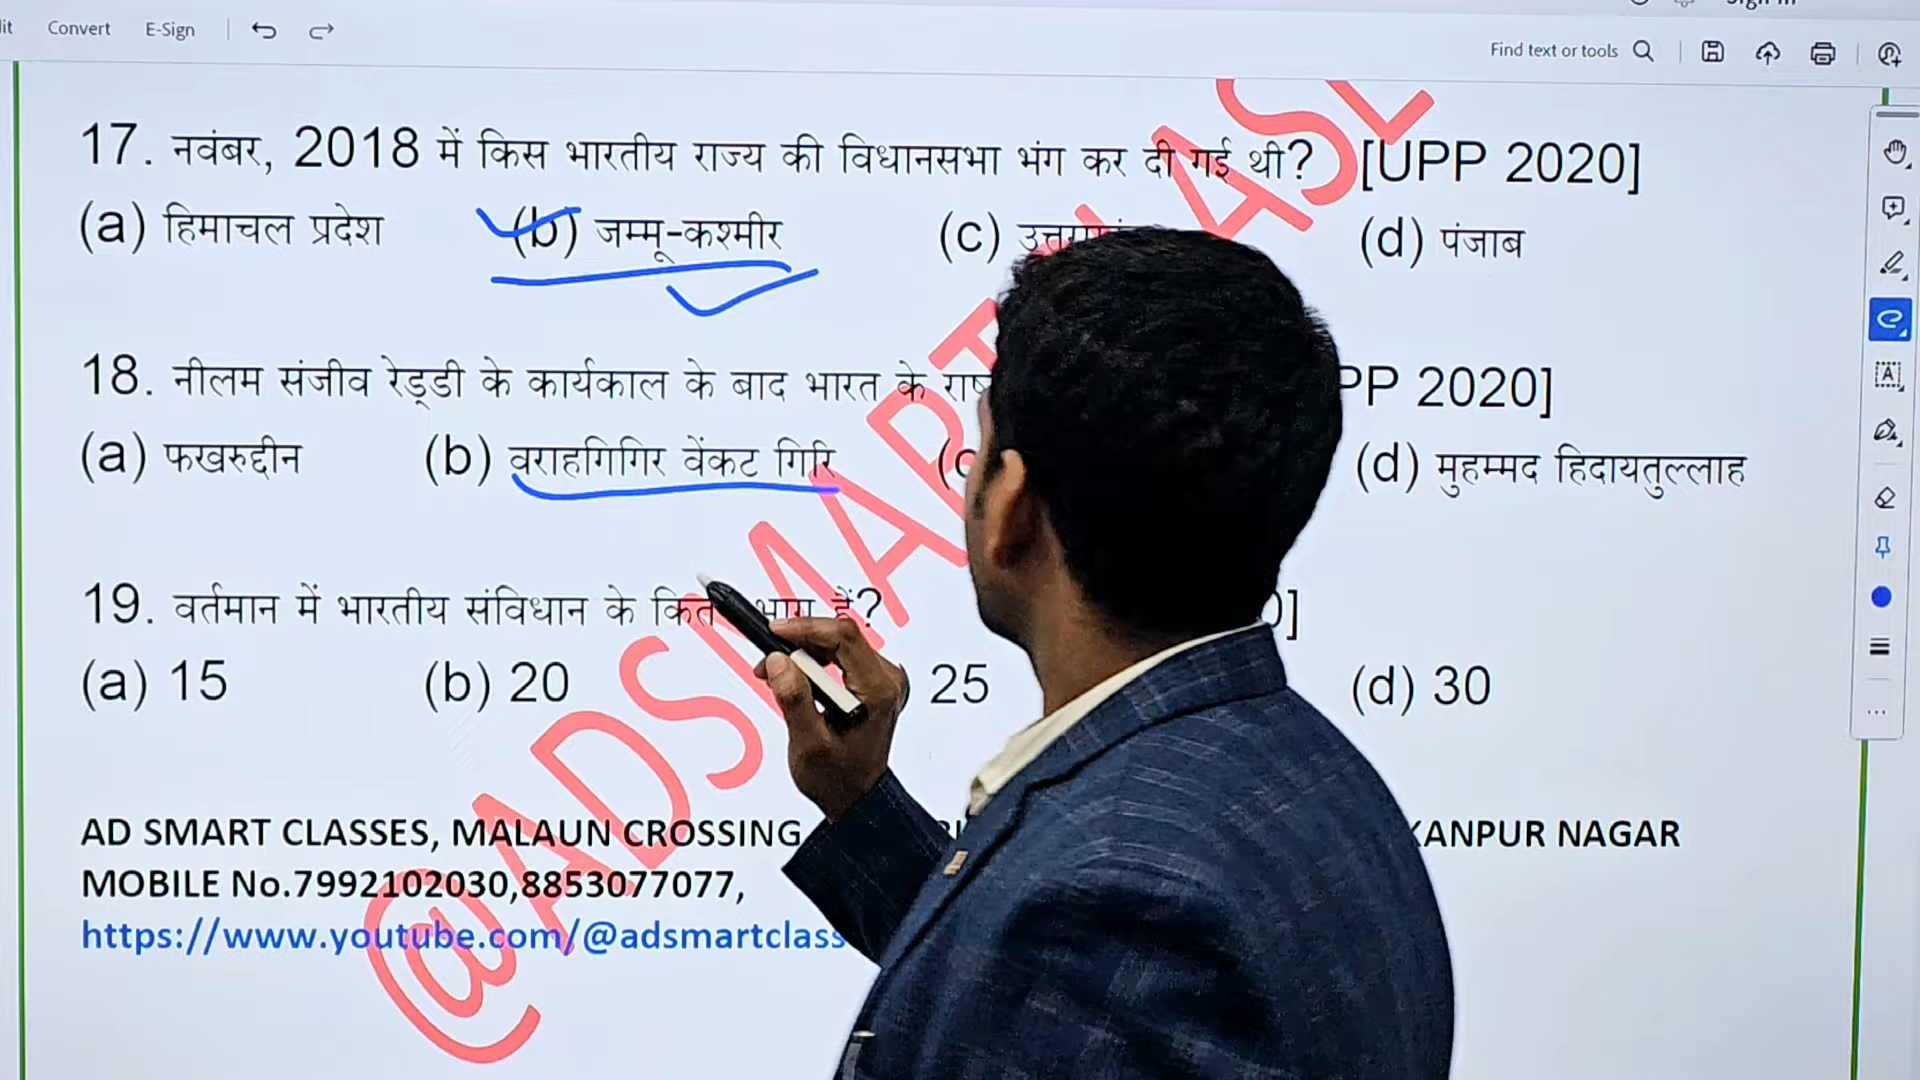 Convert E-Sign
Find text or tools
17. नवंबर, 2018 में किस भारतीय राज्य की विधानसभा भंग कर दी गई थी? [UPP 2020]
(a) हिमाचल प्रदेश (b) जम्मू-कश्मीर (c) (d) पंजाब
18. नीलम संजीव रेड्डी के कार्यकाल के बाद भारत के 2020]
(a) फखरुद्दीन (b) वराहगिगिर वेंकट गिरि (d) मुहम्मद हिदायतुल्लाह
19. वर्तमान में भारतीय संविधान के भाग हैं?
(a) 15 (b) 20 25 (d) 30
AD SMART CLASSES, MALAUN CROSSING KANPUR NAGAR
MOBILE No.7992102030,8853077077,
https://www.youtube.com/@adsmartclass